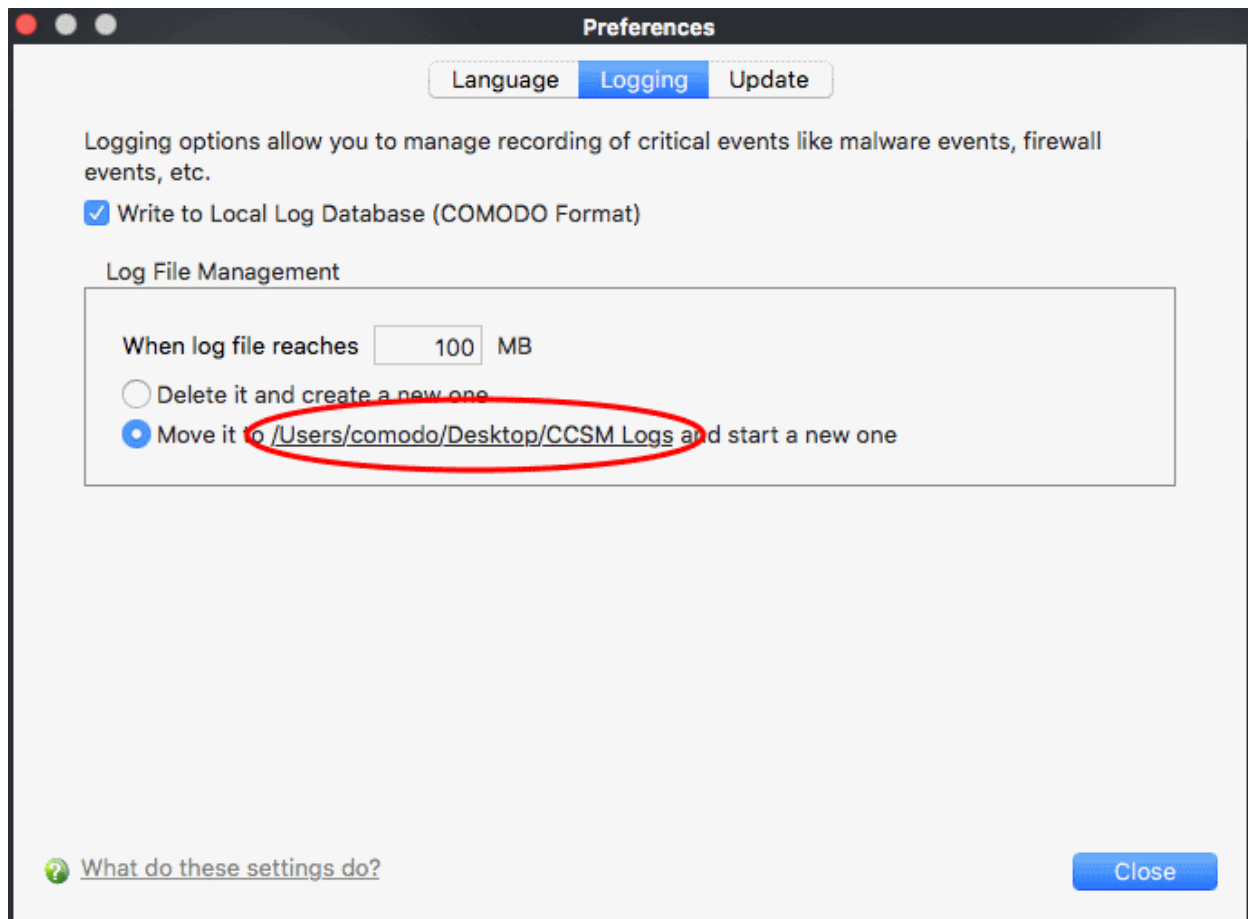 Preferences
Language Logging Update
Logging options allow you to manage recording of critical events like malware events, firewall
events, etc.
Write to Local Log Database (COMODO Format)
Log File Management
When log file reaches 100 MB
Delete it and create a new one
Move it to /Users/comodo/Desktop/CCSM Logs and start a new one
What do these settings do?
Close